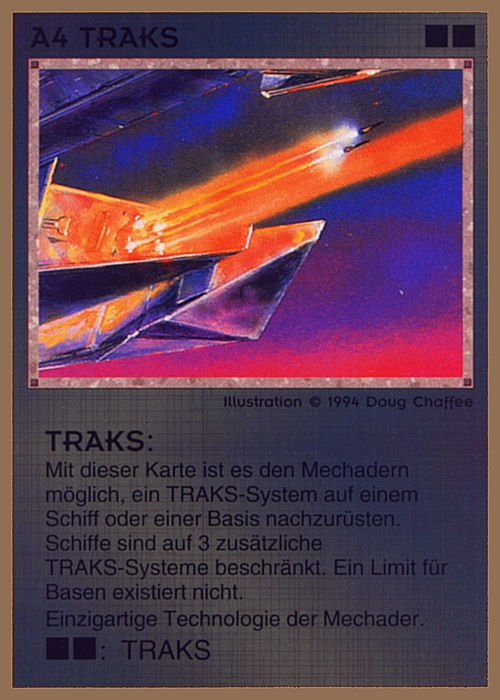 A4 TRAKS ■■
Illustration © 1994 Doug Chaffee
TRAKS:
Mit dieser Karte ist es den Mechadern
möglich, ein TRAKS-System auf einem
Schiff oder einer Basis nachzurüsten.
Schiffe sind auf 3 zusätzliche
TRAKS-Systeme beschränkt. Ein Limit für
Basen existiert nicht.
Einzigartige Technologie der Mechader.
■■: TRAKS